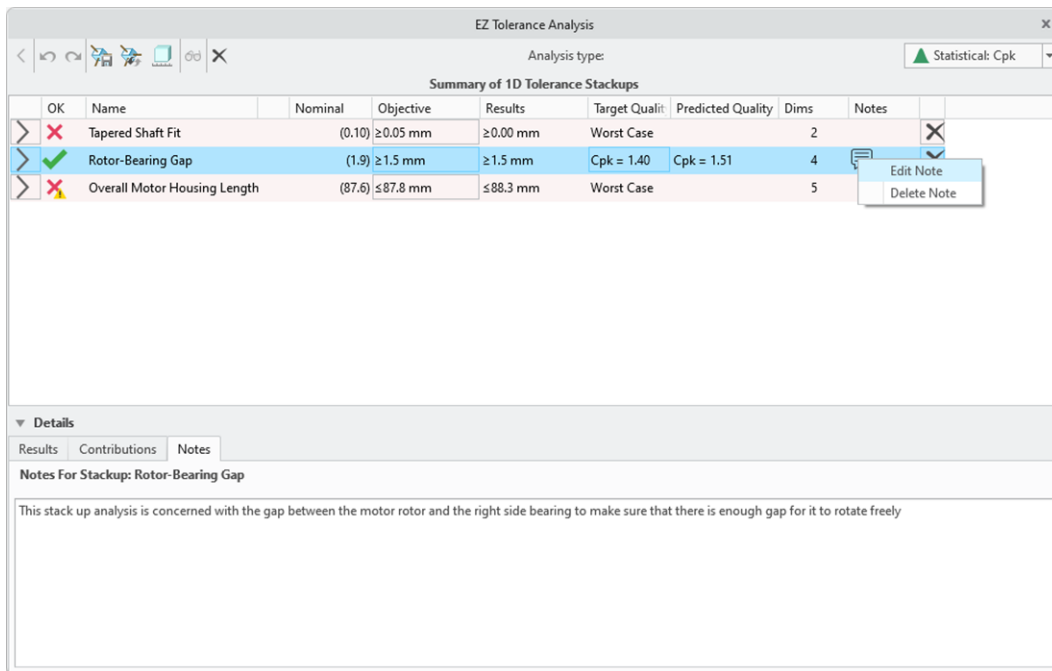 EZ Tolerance Analysis
Analysis type:
Statistical: Cpk
Summary of 1D Tolerance Stackups
OK Name Nominal Objective Results Target Qualit Predicted Quality Dims Notes
Tapered Shaft Fit (0.10) ≥0.05 mm ≥0.00 mm Worst Case 2
Rotor-Bearing Gap (1.9) ≥1.5 mm ≥1.5 mm Cpk = 1.40 Cpk = 1.51 4
Overall Motor Housing Length (87.6) ≤87.8 mm ≤88.3 mm Worst Case 5
Edit Note
Delete Note
Details
Results Contributions Notes
Notes For Stackup: Rotor-Bearing Gap
This stack up analysis is concerned with the gap between the motor rotor and the right side bearing to make sure that there is enough gap for it to rotate freely